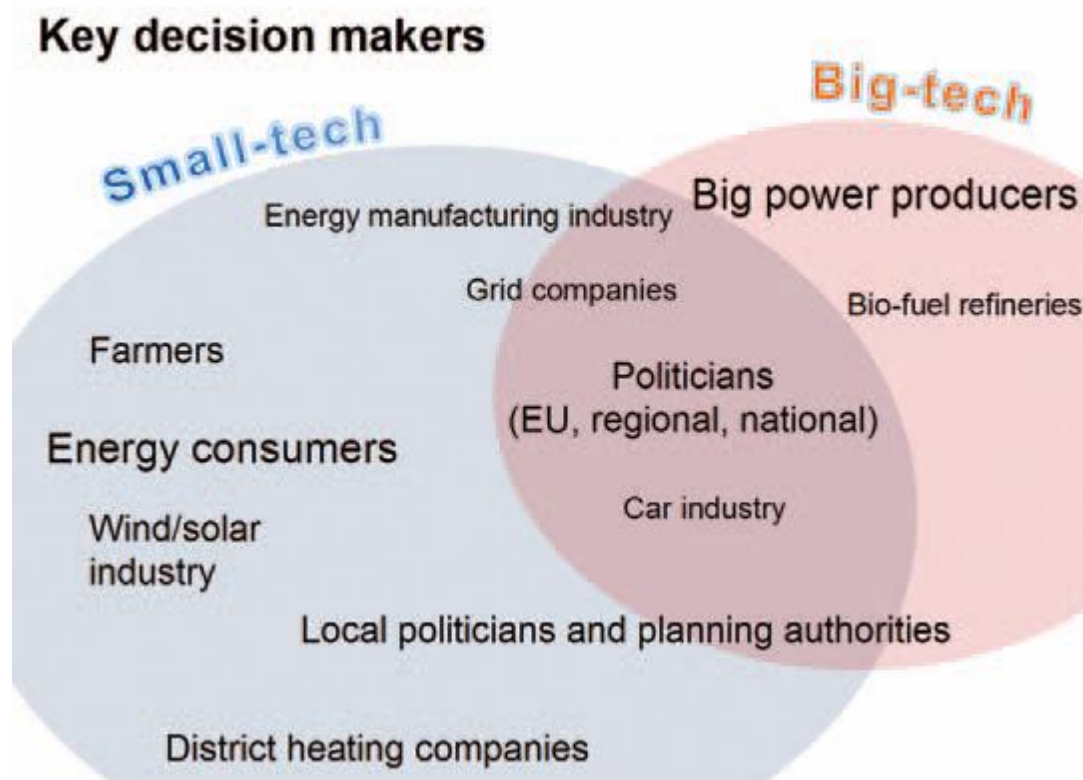 Key decision makers
Big-tech
Small-tech
Big power producers
Energy manufacturing industry
Grid companies
Bio-fuel refineries
Farmers
Politicians
(EU, regional, national)
Energy consumers
Car industry
Wind/solar
industry
Local politicians and planning authorities
District heating companies